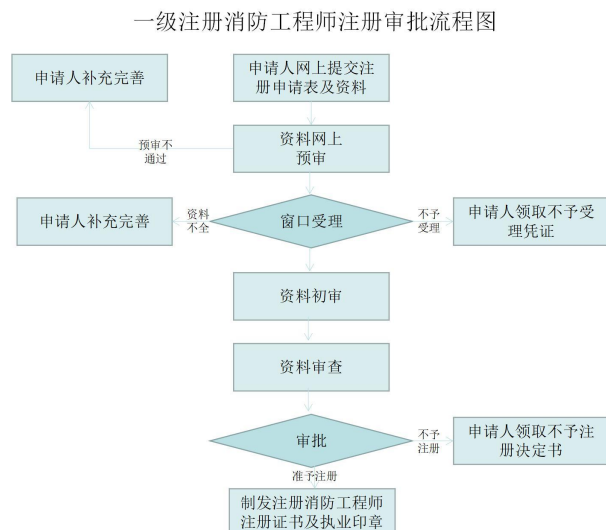 一级注册消防工程师注册审批流程图
申请人补充完善
申请人网上提交注
册申请表及资料
预审不
通过
资料网上
预审
申请人补充完善
资料
不全
窗口受理
不予
受理
申请人领取不予受
理凭证
资料初审
资料审查
审批
不予
注册
申请人领取不予注
册决定书
准予注册
制发注册消防工程师
注册证书及执业印章